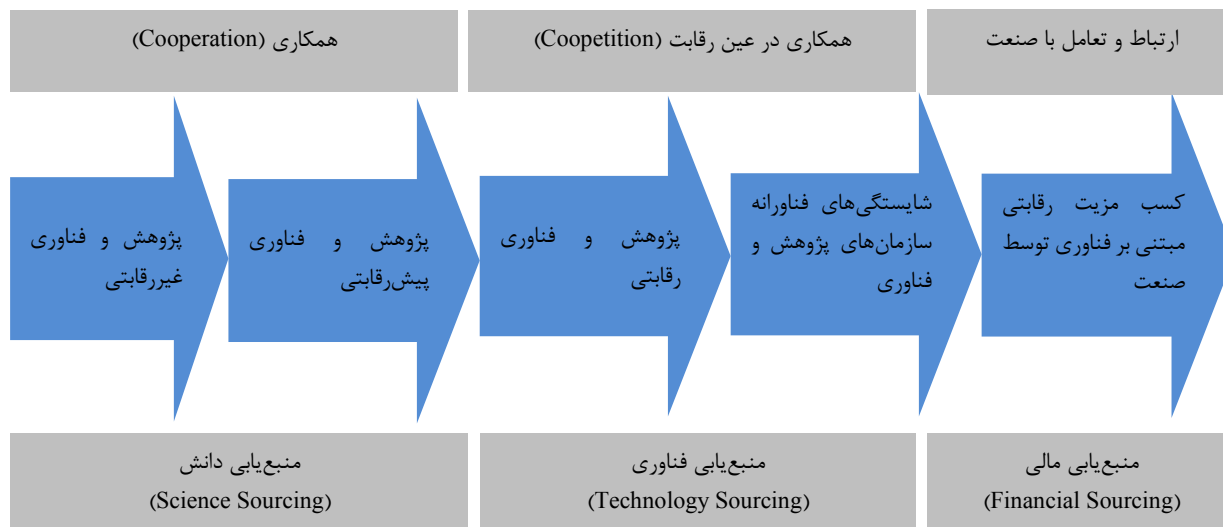 همکاری (Cooperation)
همکاری در عین رقابت (Coopetition)
ارتباط و تعامل با صنعت
پژوهش و فناوری
غیررقابتی
پژوهش و فناوری
پیش‌رقابتی
پژوهش و فناوری
رقابتی
شایستگی‌های فناورانه
سازمان‌های پژوهش و
فناوری
کسب مزیت رقابتی
مبتنی بر فناوری توسط
صنعت
منبع‌یابی دانش
(Science Sourcing)
منبع‌یابی فناوری
(Technology Sourcing)
منبع‌یابی مالی
(Financial Sourcing)